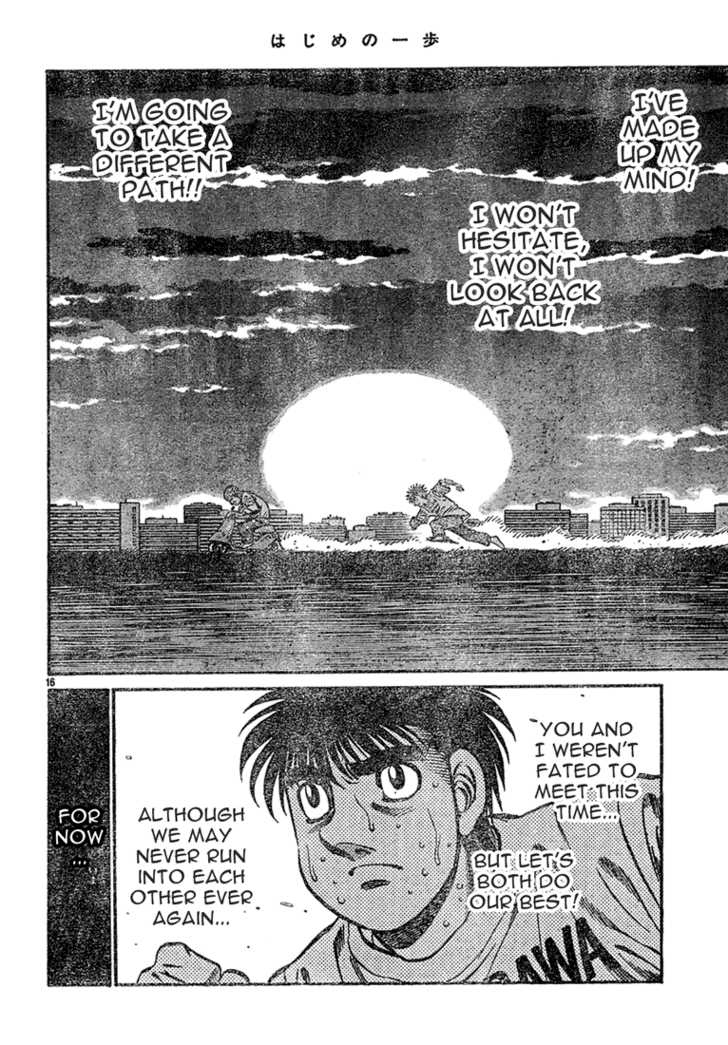 はじめの一歩
I'VE
MADE
UP MY
MIND!
I WON'T
HESITATE,
I WON'T
LOOK BACK
AT ALL!
I'M GOING
TO TAKE A
DIFFERENT
PATH!!
16
YOU AND
I WEREN'T
FATED TO
MEET THIS
TIME...
BUT LET'S
BOTH DO
OUR BEST!
ALTHOUGH
WE MAY
NEVER RUN
INTO EACH
OTHER EVER
AGAIN...
GAWA
FOR
NOW
...